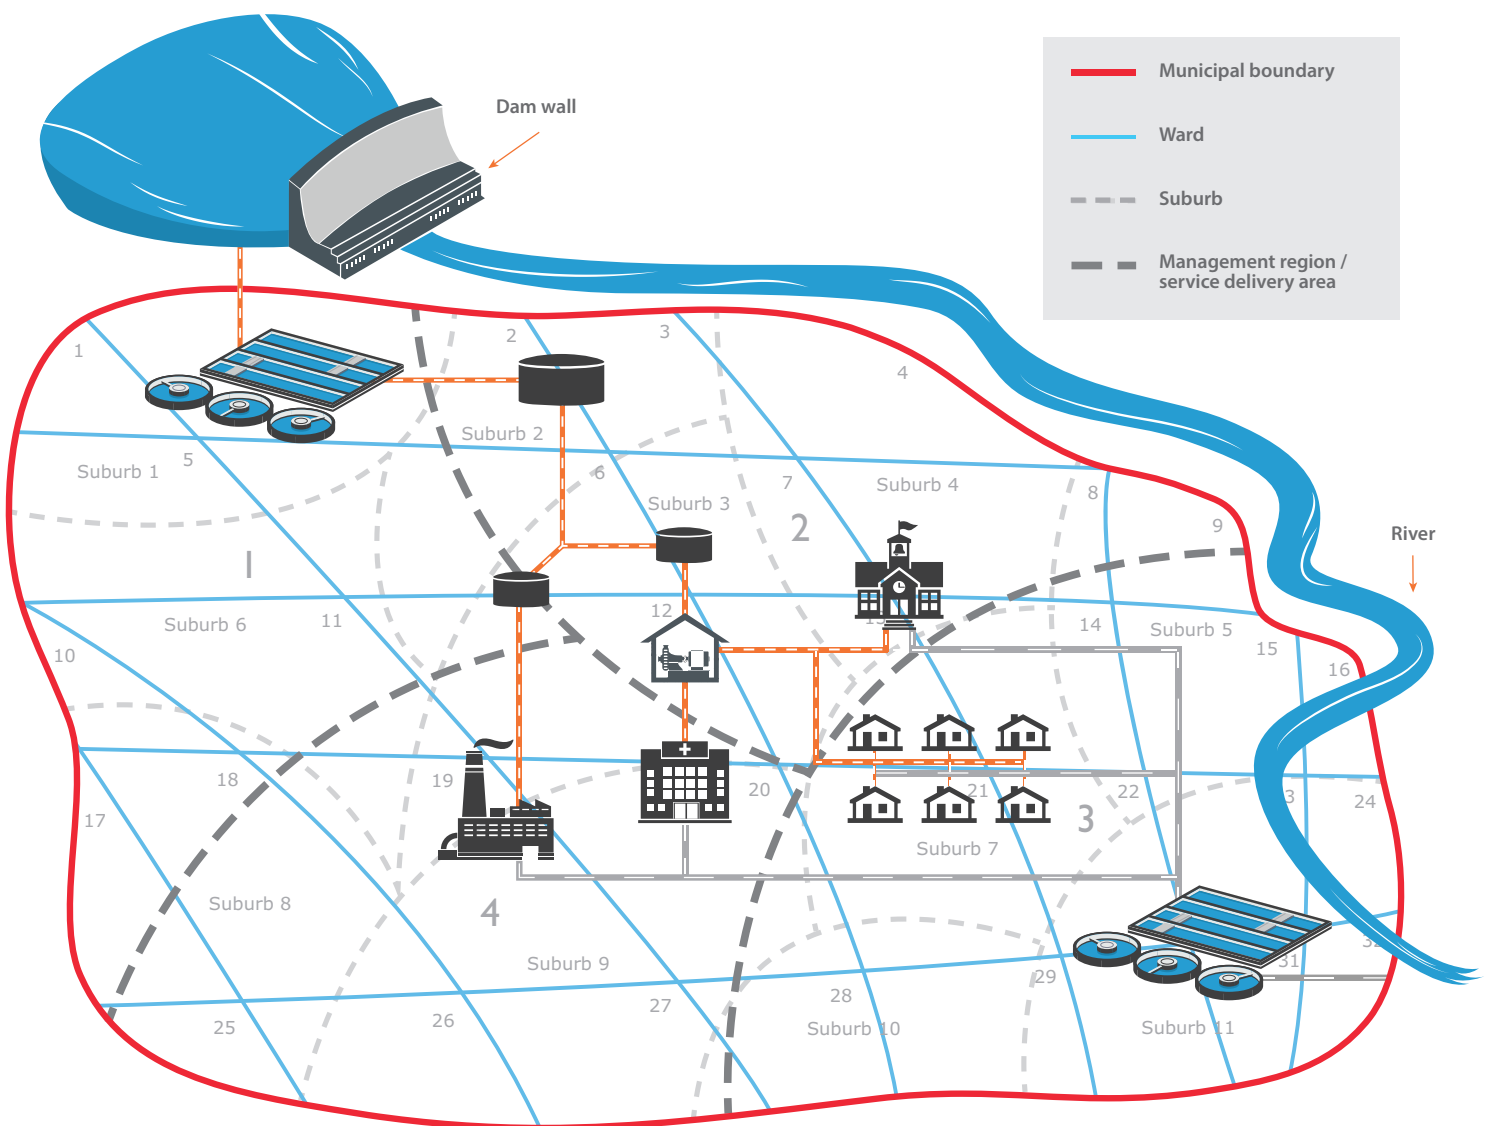 Dam wall
Municipal boundary
Ward
Suburb
Management region /
service delivery area
1
2
3
4
Suburb 2
5
Suburb 1
6
7
Suburb 4
8
Suburb 3
2
9
River
1
12
11
Suburb 6
14
Suburb 5
15
10
16
18
19
20
21
22
24
17
3
Suburb 7
Suburb 8
4
Suburb 9
31
29
28
27
26
25
Suburb 10
Suburb 11